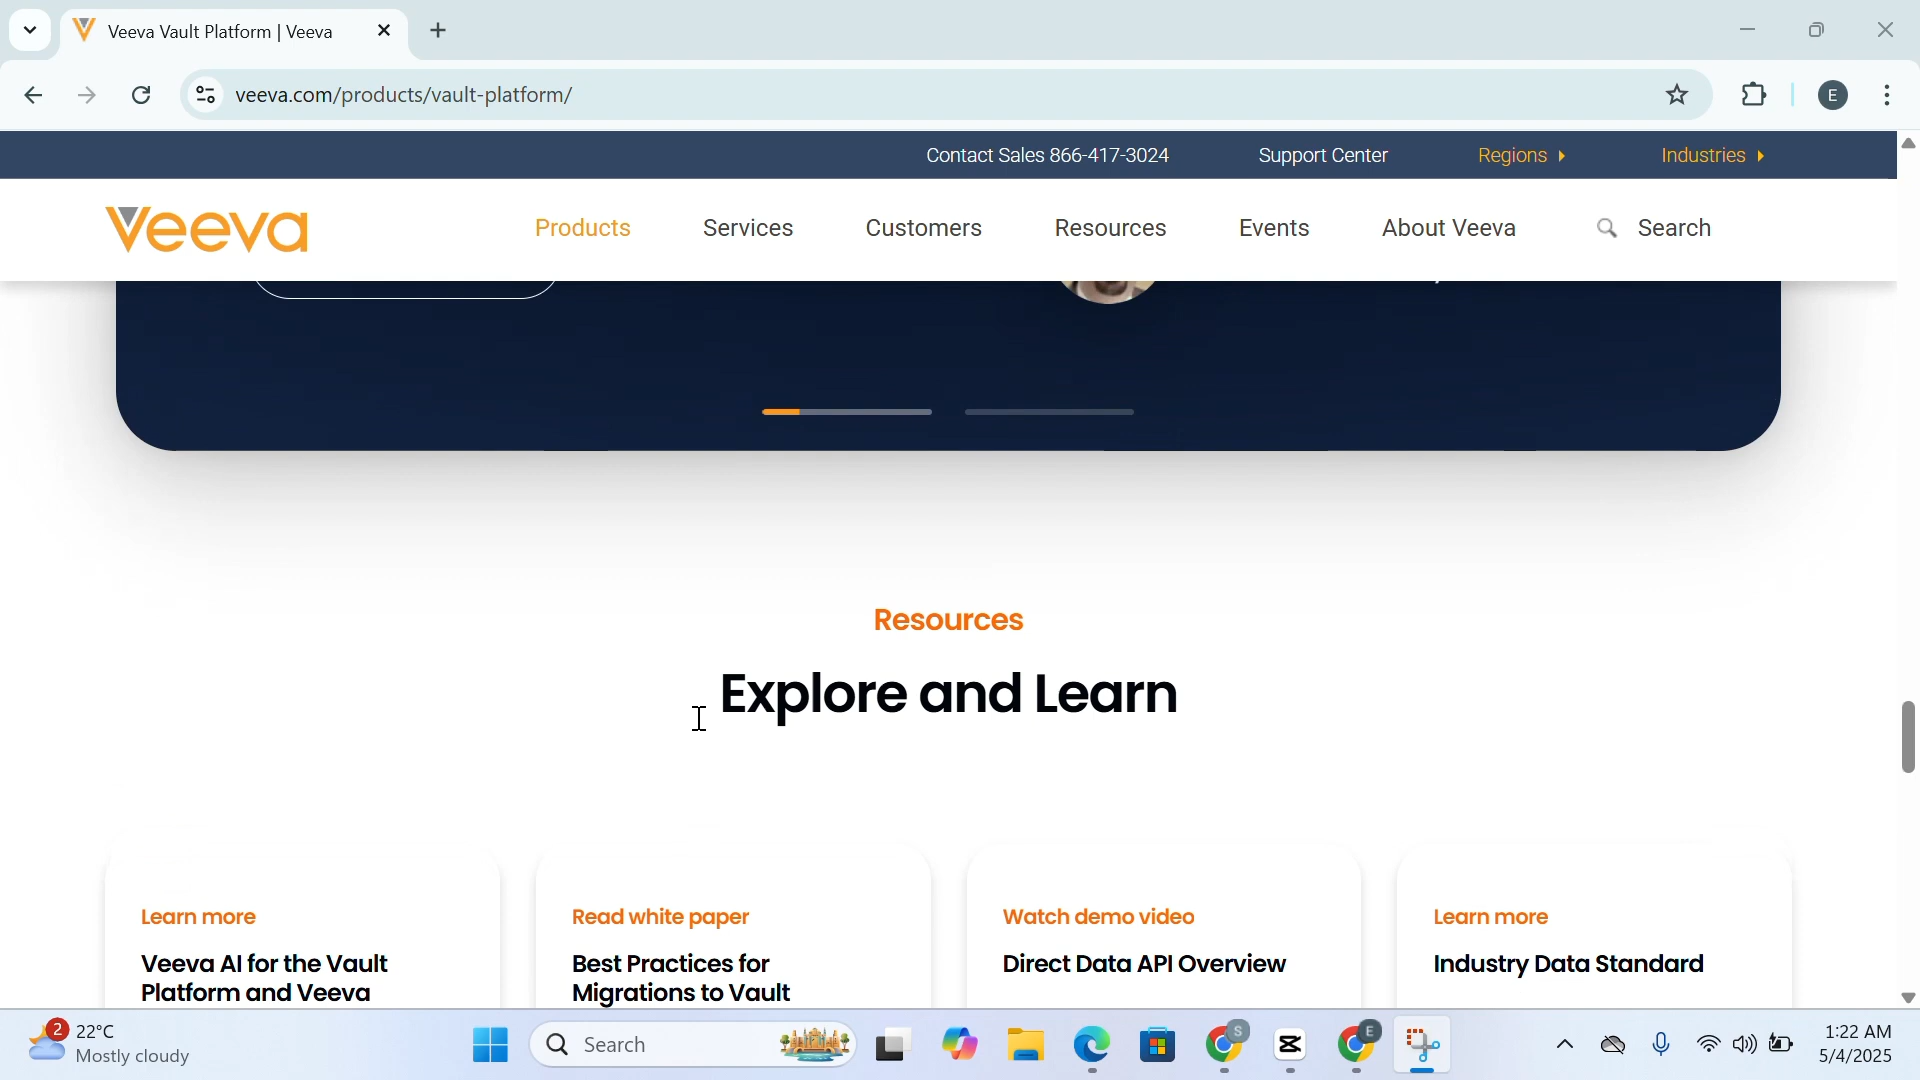 Veeva Vault Platform | Veeva
veeva.com/products/vault-platform/
E
Contact Sales 866-417-3024
Support Center
Regions
Industries
Veeva
Products
Services
Customers
Resources
Events
About Veeva
Search
Resources
Explore and Learn
Learn more
Veeva AI for the Vault
Platform and Veeva
Read white paper
Best Practices for
Migrations to Vault
Watch demo video
Direct Data API Overview
Learn more
Industry Data Standard
2
22°C
Mostly cloudy
Search
S
E
1:22 AM
5/4/2025